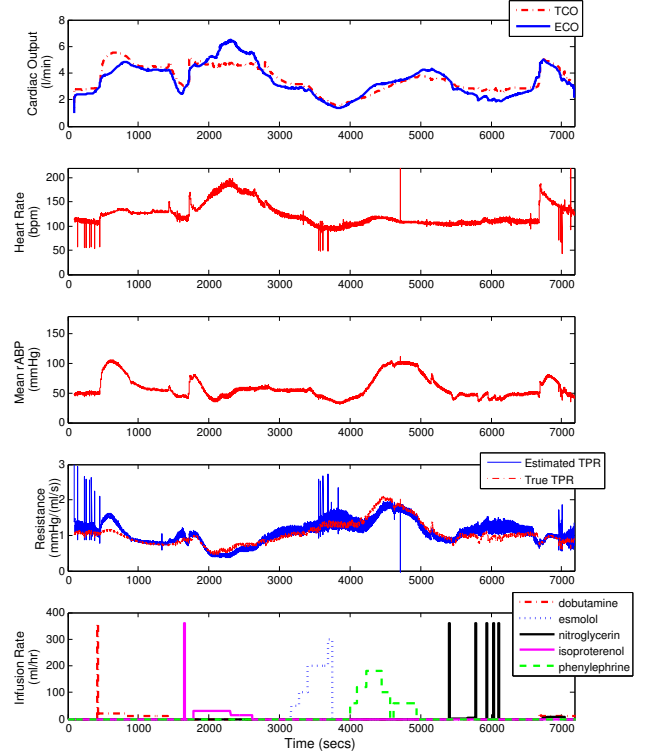 TCO
ECO
Cardiac Output
(l/min)
8
6
4
2
0
0 1000 2000 3000 4000 5000 6000 7000
Heart Rate
(bpm)
200
150
100
50
0
0 1000 2000 3000 4000 5000 6000 7000
Mean rABP
(mmHg)
150
100
50
0
0 1000 2000 3000 4000 5000 6000 7000
Estimated TPR
True TPR
Resistance
(mmHg/(ml/s))
3
2
1
0
0 1000 2000 3000 4000 5000 6000 7000
dobutamine
esmolol
nitroglycerin
isoproterenol
phenylephrine
Infusion Rate
(ml/hr)
400
300
200
100
0
0 1000 2000 3000 4000 5000 6000 7000
Time (secs)